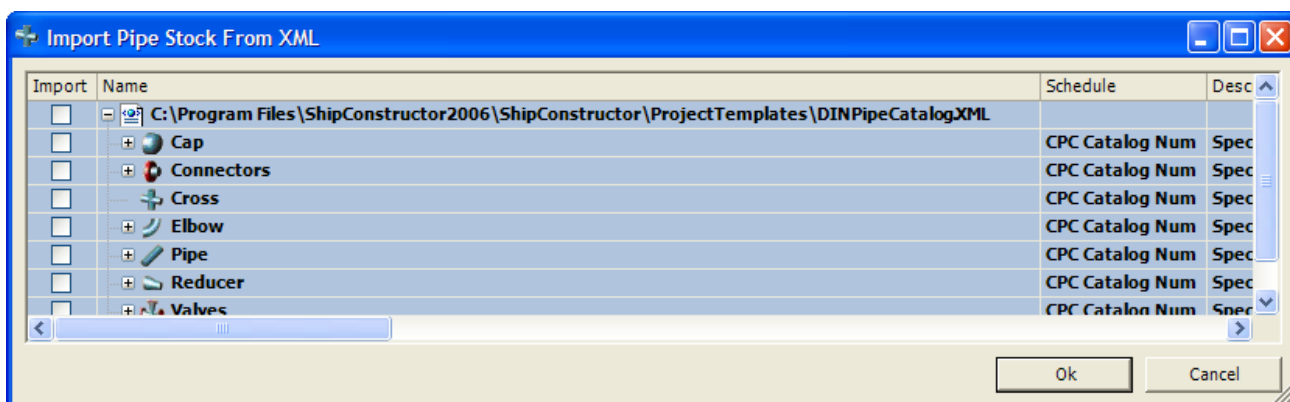 Import Pipe Stock From XML
Import Name Schedule Desc
C:\Program Files\ShipConstructor2006\ShipConstructor\ProjectTemplates\DINPipeCatalog.XML
Cap CPC Catalog Num Spec
Connectors CPC Catalog Num Spec
Cross CPC Catalog Num Spec
Elbow CPC Catalog Num Spec
Pipe CPC Catalog Num Spec
Reducer CPC Catalog Num Spec
Valves CPC Catalog Num Spec
Ok Cancel